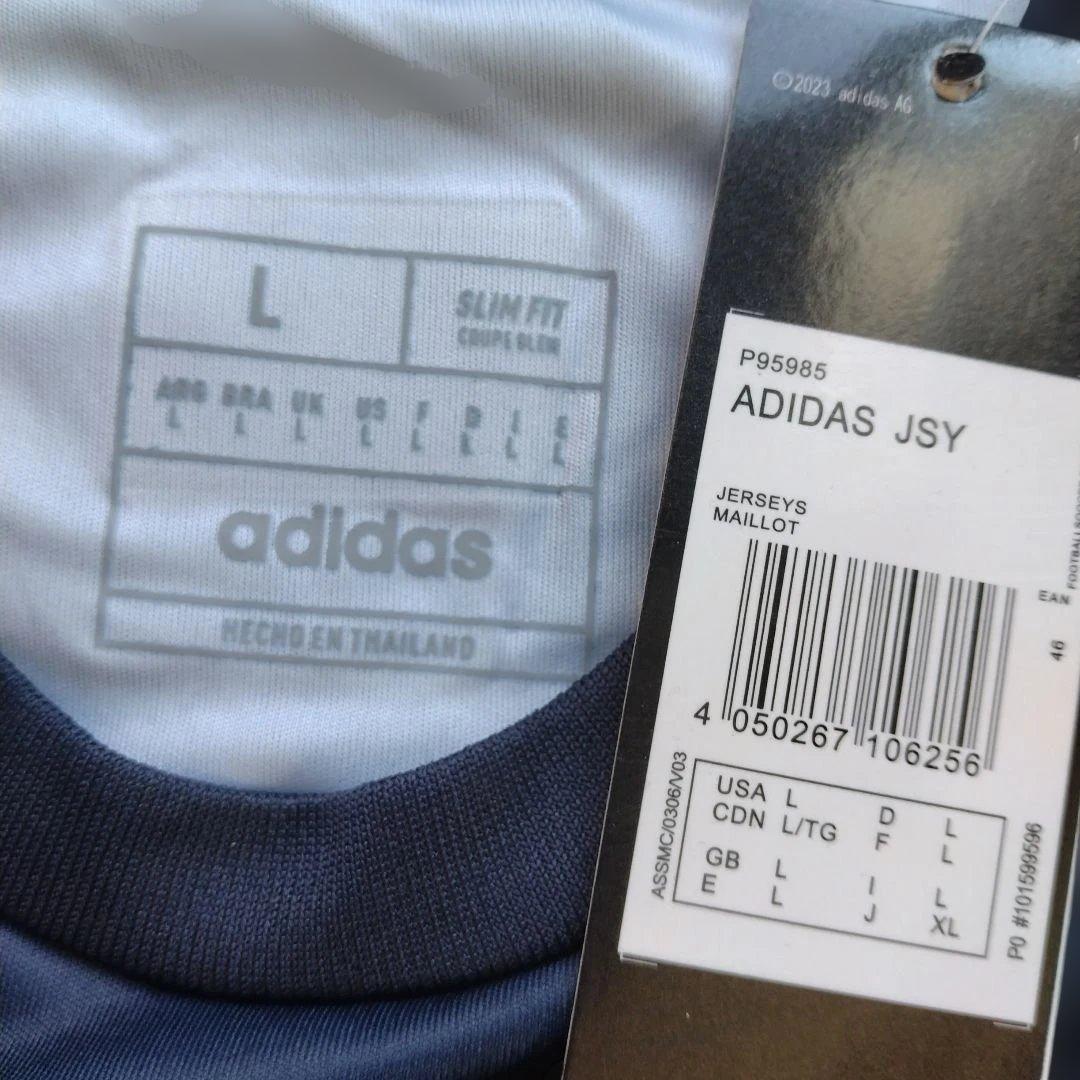 L
SLIM FIT
COUPE SLIM
ARG BRA UK US F D I E
L L L L L L L L
adidas
HECHO EN THAILAND
©2023 adidas AG
P95985
ADIDAS JSY
JERSEYS
MAILLOT
EAN
46
4 050267 106256
ASSMC/0306/V03
USA L D L
CDN L/TG F L
GB L I L
E L J XL
PO #101599596